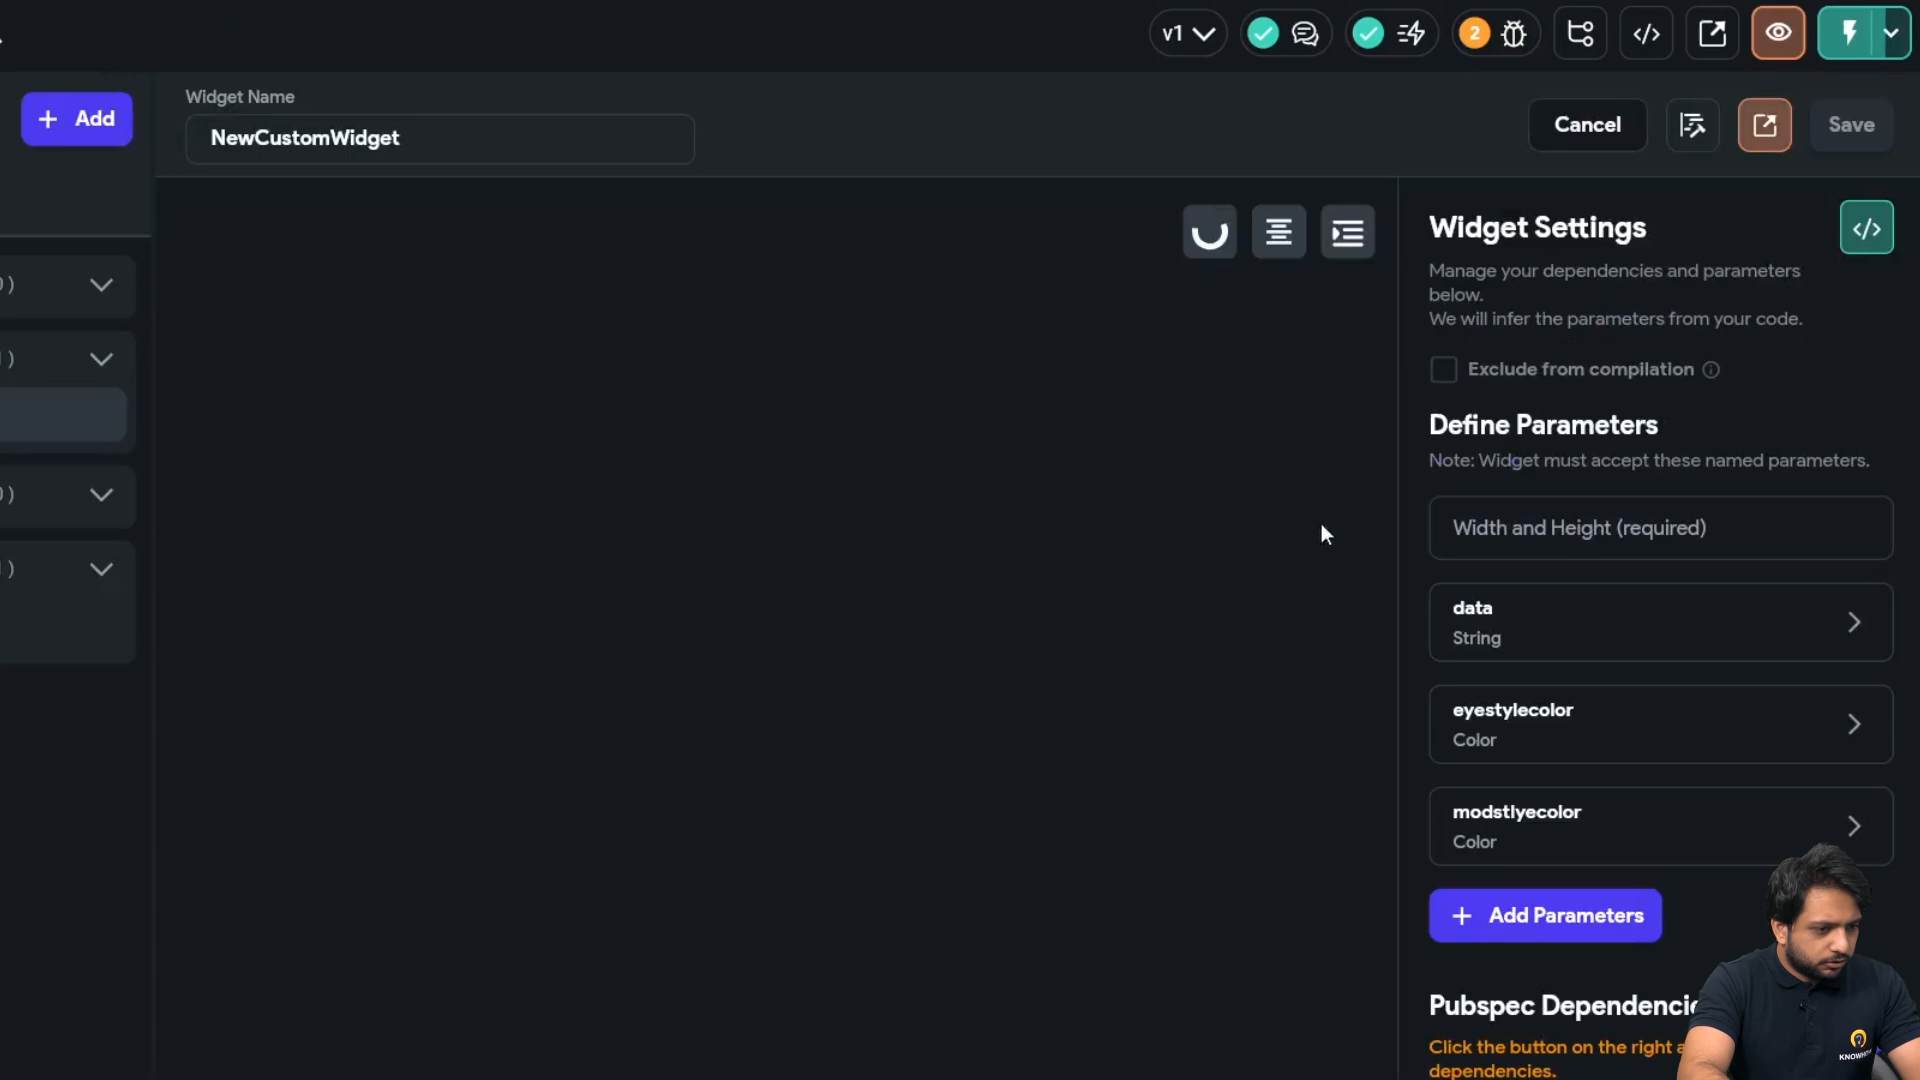 v1
2
+ Add
Widget Name
NewCustomWidget
Cancel
Save
Widget Settings
Manage your dependencies and parameters
below.
We will infer the parameters from your code.
Exclude from compilation
Define Parameters
Note: Widget must accept these named parameters.
Width and Height (required)
data
String
eyestylecolor
Color
modstlyecolor
Color
+ Add Parameters
Pubspec
Click the button on the right
dependencies.